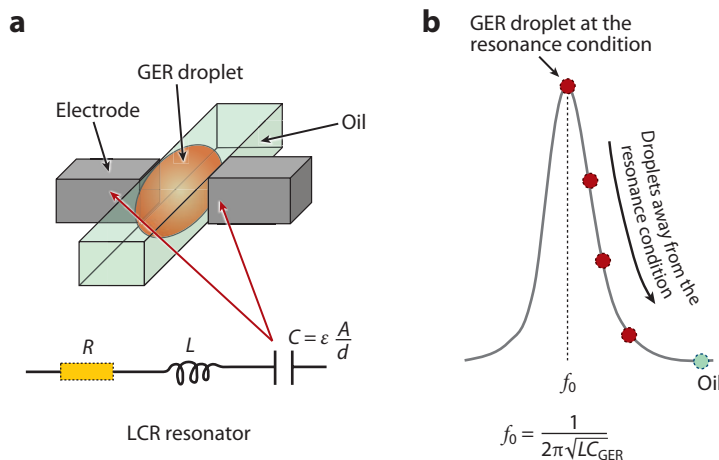 a
GER droplet
Electrode
Oil
R
L
C = ε A/d
LCR resonator
b
GER droplet at the
resonance condition
Droplets away from the
resonance condition
f₀
Oil
f₀ = 1/(2π√LC_GER)